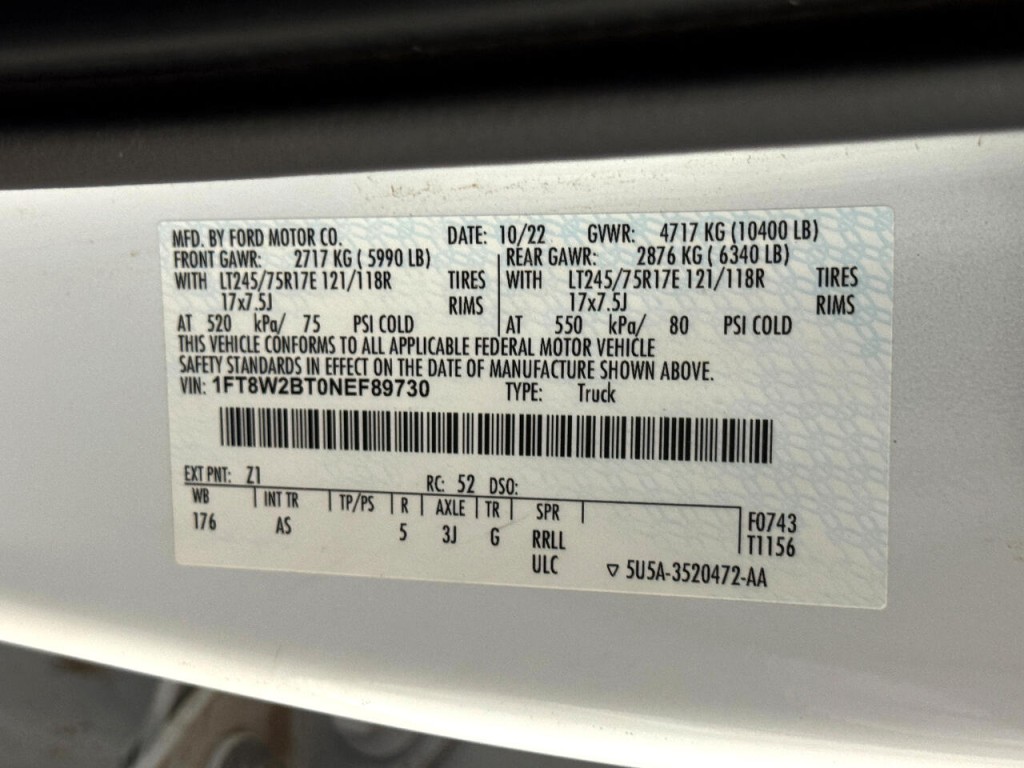 MFD. BY FORD MOTOR CO. DATE: 10/22 GVWR: 4717 KG (10400 LB)
FRONT GAWR: 2717 KG ( 5990 LB) REAR GAWR: 2876 KG ( 6340 LB)
WITH LT245/75R17E 121/118R TIRES WITH LT245/75R17E 121/118R TIRES
17x7.5J RIMS 17x7.5J RIMS
AT 520 kPa/ 75 PSI COLD AT 550 kPa/ 80 PSI COLD
THIS VEHICLE CONFORMS TO ALL APPLICABLE FEDERAL MOTOR VEHICLE
SAFETY STANDARDS IN EFFECT ON THE DATE OF MANUFACTURE SHOWN ABOVE.
VIN: 1FT8W2BT0NEF89730 TYPE: Truck
EXT PNT: Z1 RC: 52 DSO:
WB INT TR TP/PS R AXLE TR SPR
176 AS 5 3J G RRLL F0743
ULC T1156
▽ 5U5A-3520472-AA